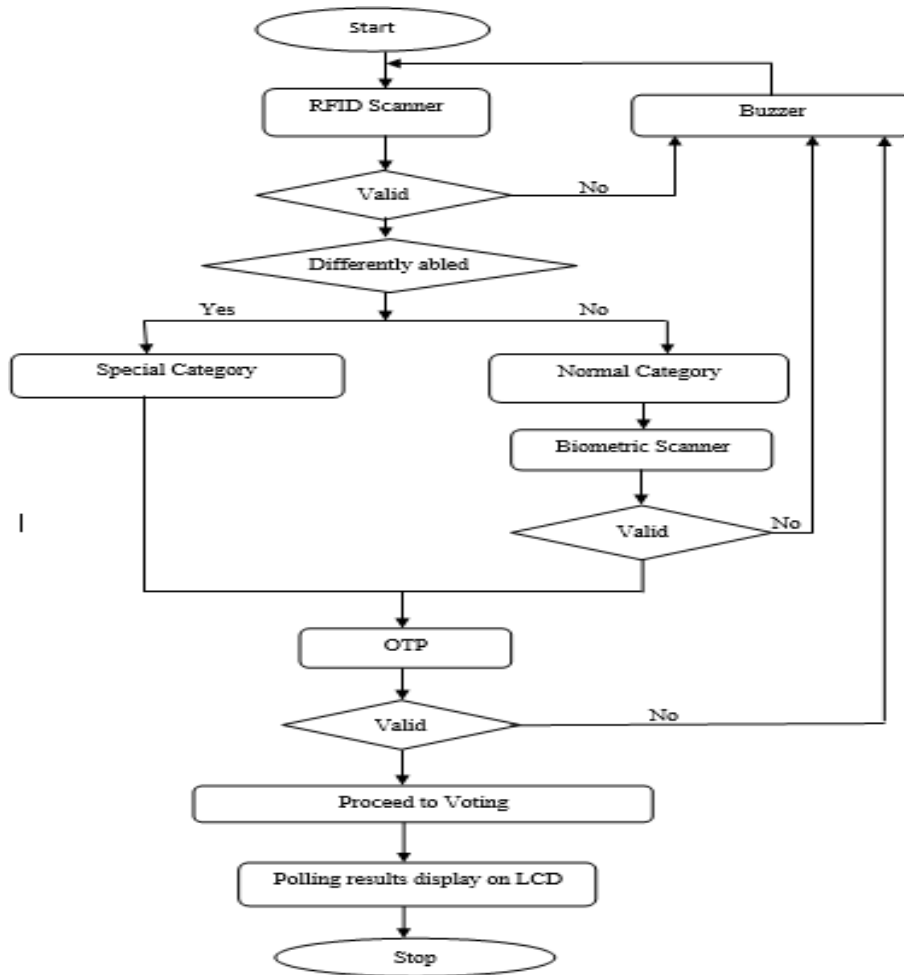 Start
RFID Scanner
Buzzer
Valid
No
Differently abled
Yes
No
Special Category
Normal Category
Biometric Scanner
Valid
No
OTP
Valid
No
Proceed to Voting
Polling results display on LCD
Stop